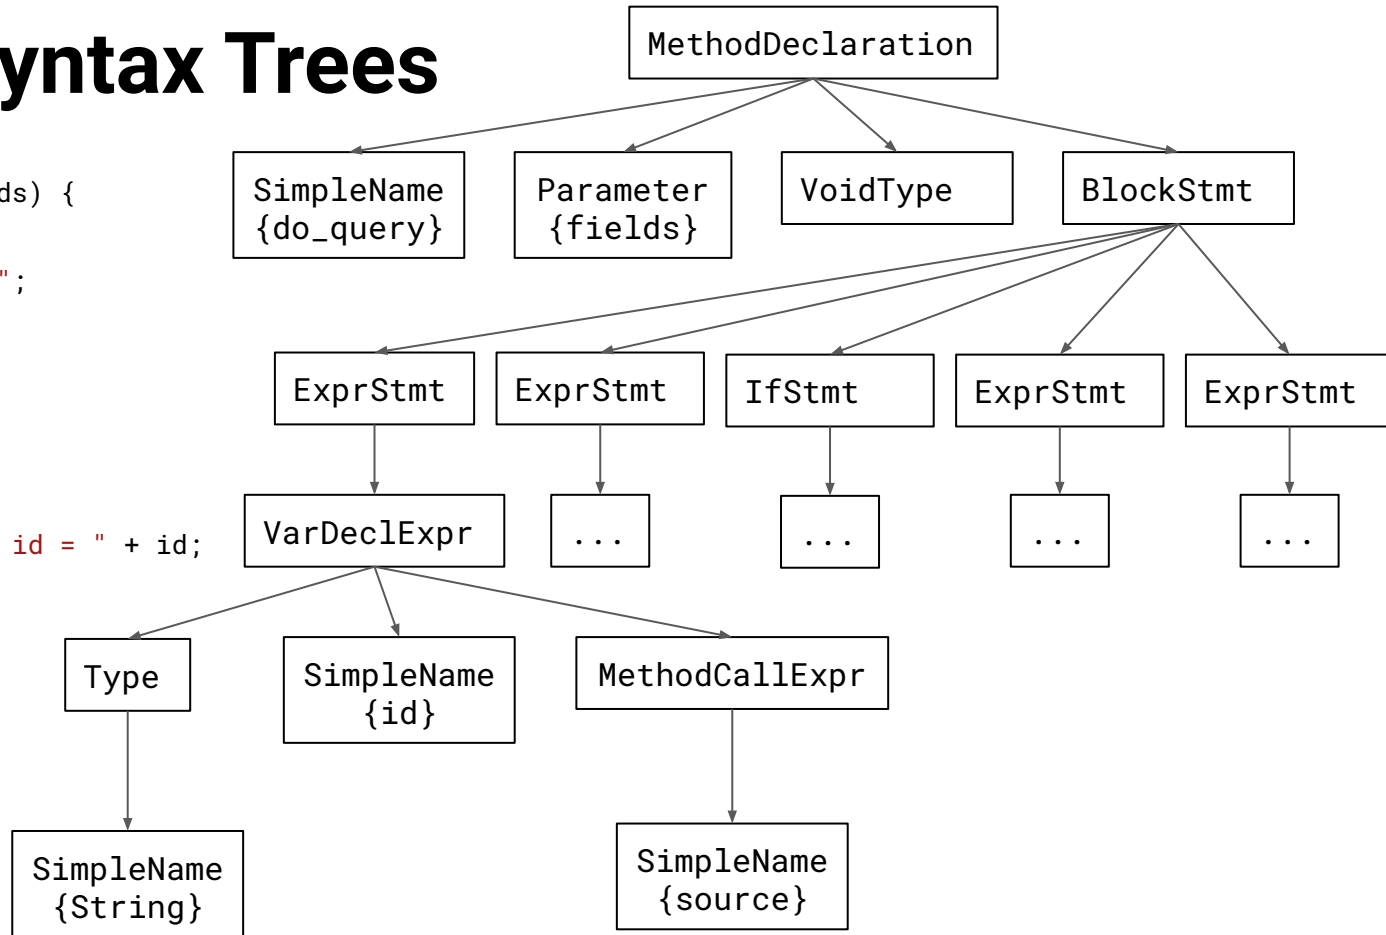 yntax Trees
MethodDeclaration
SimpleName
{do_query}
Parameter
{fields}
VoidType
BlockStmt
ds) {
";
ExprStmt
ExprStmt
IfStmt
ExprStmt
ExprStmt
id = " + id;
VarDeclExpr
...
...
...
...
Type
SimpleName
{id}
MethodCallExpr
SimpleName
{String}
SimpleName
{source}